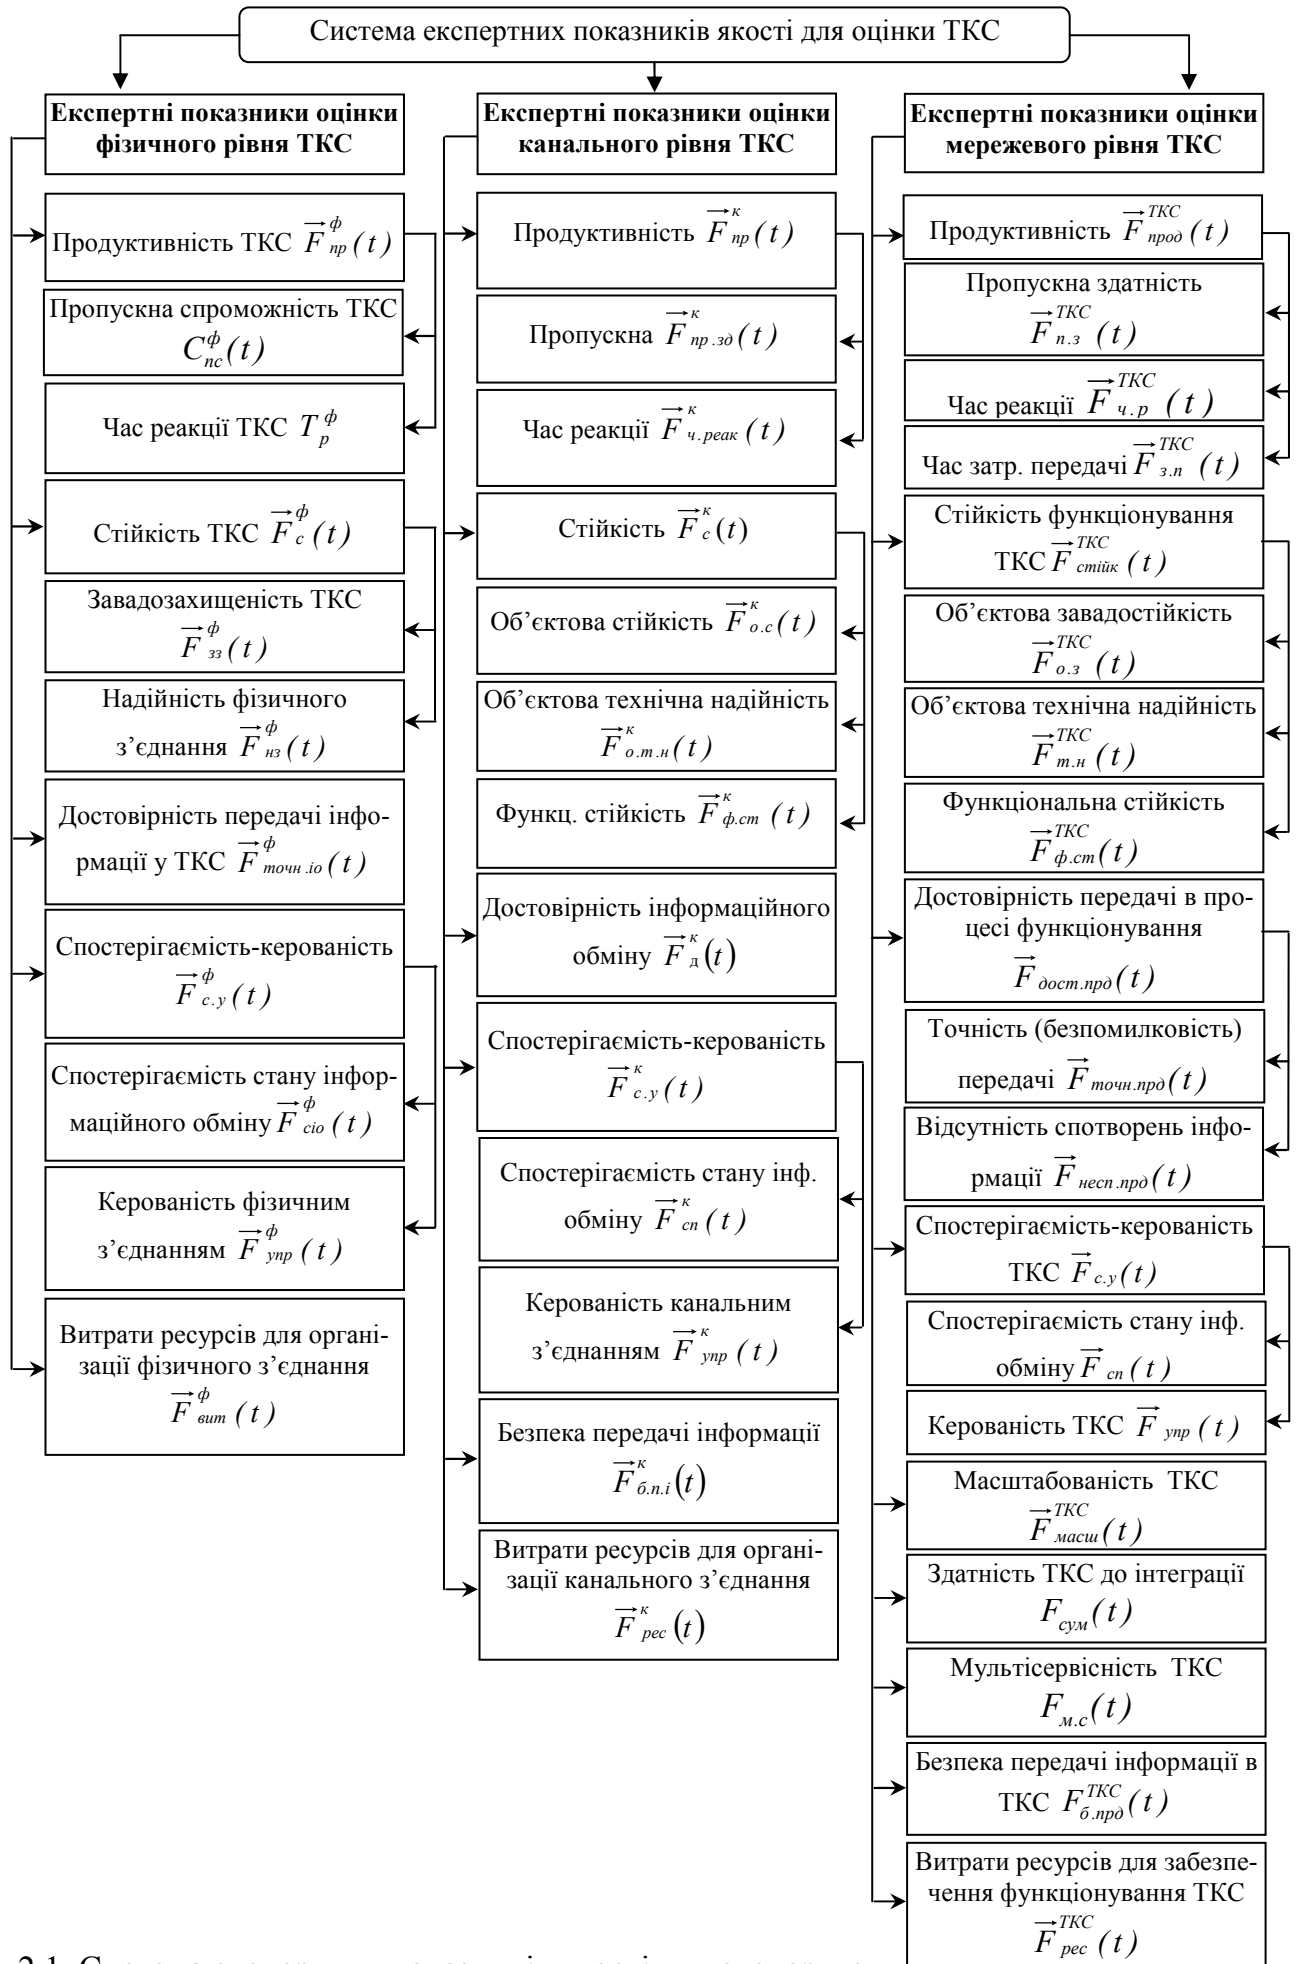 Система експертних показників якості для оцінки ТКС
Експертні показники оцінки
фізичного рівня ТКС
Продуктивність ТКС F пр ф (t)
Пропускна спроможність ТКС
C пс ф (t)
Час реакції ТКС T р ф
Стійкість ТКС F с ф (t)
Завадозахищеність ТКС
F зз ф (t)
Надійність фізичного
з’єднання F нз ф (t)
Достовірність передачі інфо-
рмації у ТКС F точн.іо ф (t)
Спостерігаємість-керованість
F с.у ф (t)
Спостерігаємість стану інфор-
маційного обміну F сіо ф (t)
Керованість фізичним
з’єднанням F упр ф (t)
Витрати ресурсів для органі-
зації фізичного з’єднання
F вит ф (t)
Експертні показники оцінки
канального рівня ТКС
Продуктивність F пр к (t)
Пропускна F пр.зд к (t)
Час реакції F ч.реак к (t)
Стійкість F с к (t)
Об’єктова стійкість F о.с к (t)
Об’єктова технічна надійність
F о.т.н к (t)
Функц. стійкість F ф.ст к (t)
Достовірність інформаційного
обміну F д к (t)
Спостерігаємість-керованість
F с.у к (t)
Спостерігаємість стану інф.
обміну F сп к (t)
Керованість канальним
з’єднанням F упр к (t)
Безпека передачі інформації
F б.п.і к (t)
Витрати ресурсів для органі-
зації канального з’єднання
F рес к (t)
Експертні показники оцінки
мережевого рівня ТКС
Продуктивність F прод ТКС (t)
Пропускна здатність
F п.з ТКС (t)
Час реакції F ч.р ТКС (t)
Час затр. передачі F з.п ТКС (t)
Стійкість функціонування
ТКС F стійк ТКС (t)
Об’єктова завадостійкість
F о.з ТКС (t)
Об’єктова технічна надійність
F т.н ТКС (t)
Функціональна стійкість
F ф.ст ТКС (t)
Достовірність передачі в про-
цесі функціонування
F дост.прд (t)
Точність (безпомилковість)
передачі F точн.прд (t)
Відсутність спотворень інфо-
рмації F несп.прд (t)
Спостерігаємість-керованість
ТКС F с.у (t)
Спостерігаємість стану інф.
обміну F сп (t)
Керованість ТКС F упр (t)
Масштабованість ТКС
F масш ТКС (t)
Здатність ТКС до інтеграції
F сум (t)
Мультісервісність ТКС
F м.с (t)
Безпека передачі інформації в
ТКС F б.прд ТКС (t)
Витрати ресурсів для забезпе-
чення функціонування ТКС
F рес ТКС (t)